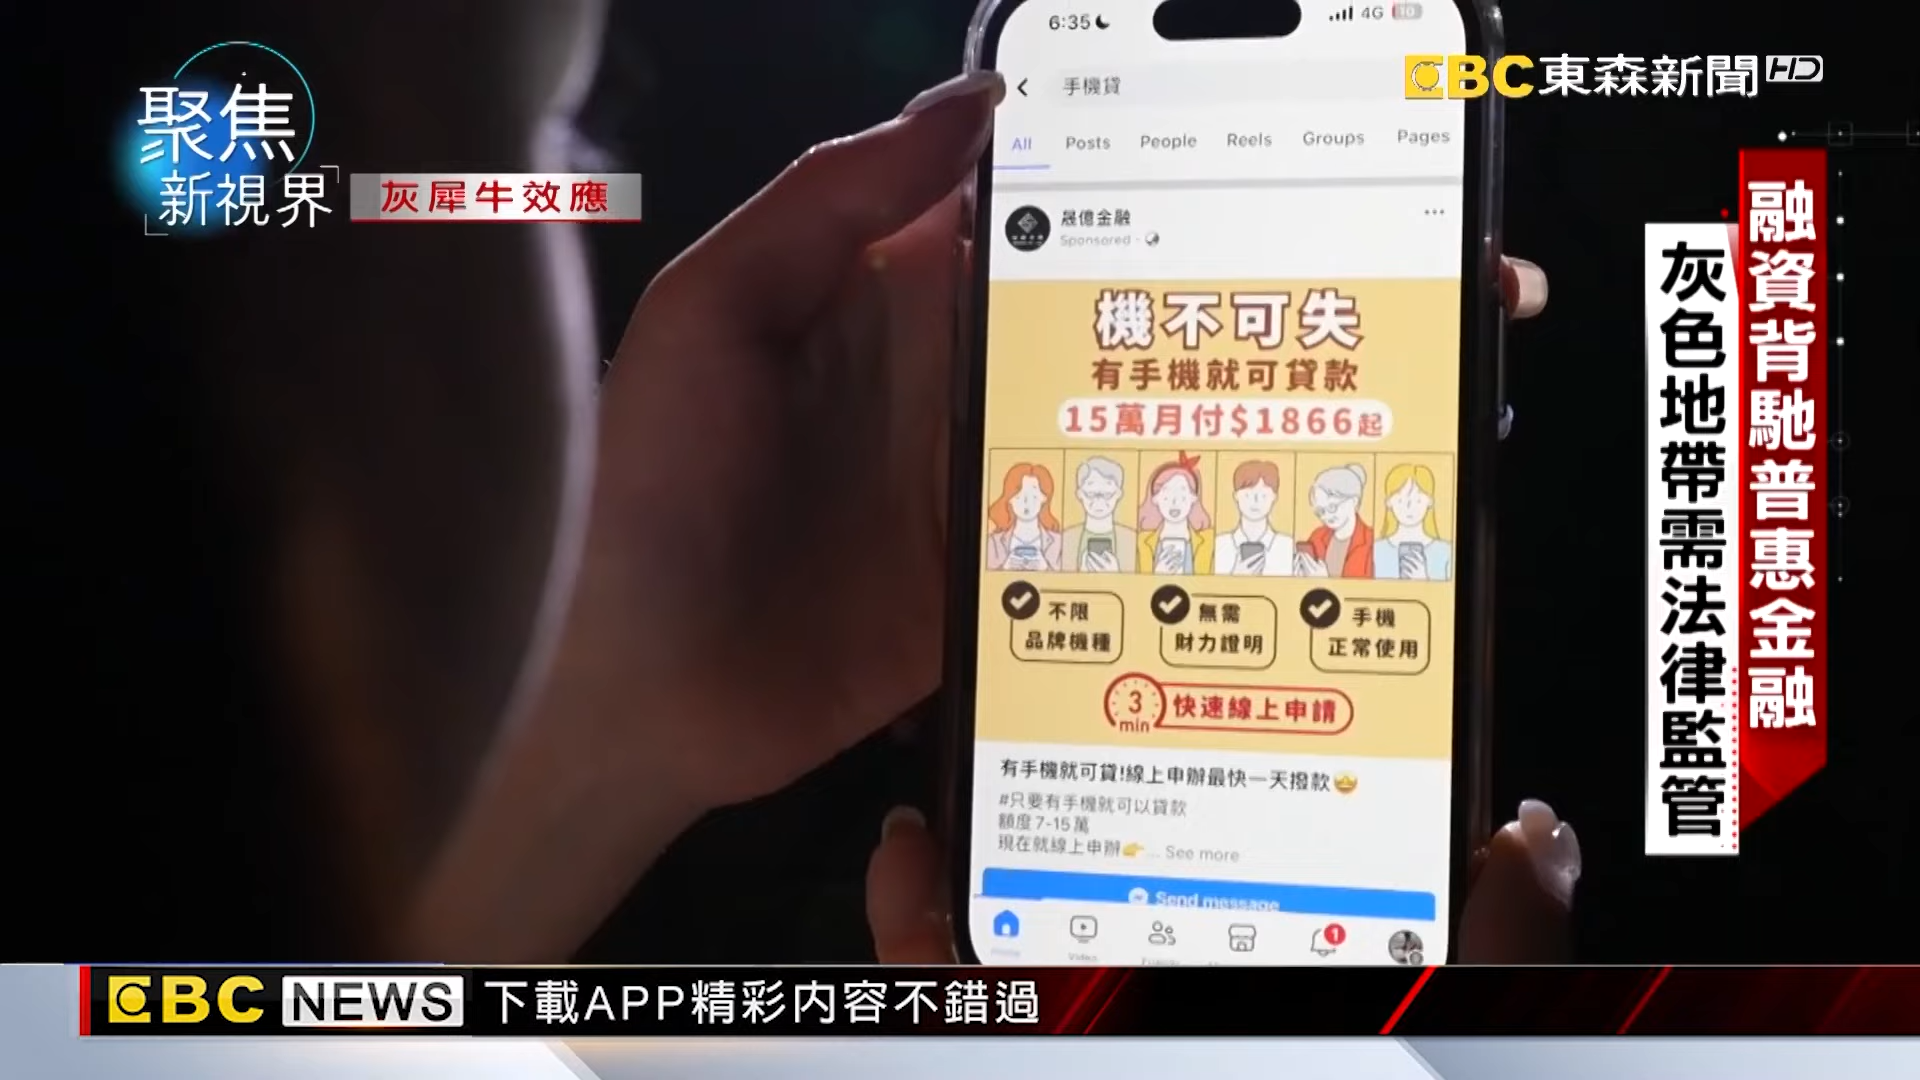 聚焦
新視界
灰犀牛效應
EBC東森新聞HD
融資背馳普惠金融
灰色地帶需法律監管
6:35
4G
10
手機貸
All
Posts
People
Reels
Groups
Pages
晟億金融
Sponsored
機不可失
有手機就可貸款
15萬月付$1866起
不限
品牌機種
無需
財力證明
手機
正常使用
3
min
快速線上申請
有手機就可貸!線上申辦最快一天撥款
#只要有手機就可以貸款
額度7-15萬
現在就線上申辦 ... See more
Send message
Video
1
EBC NEWS
下載APP精彩內容不錯過